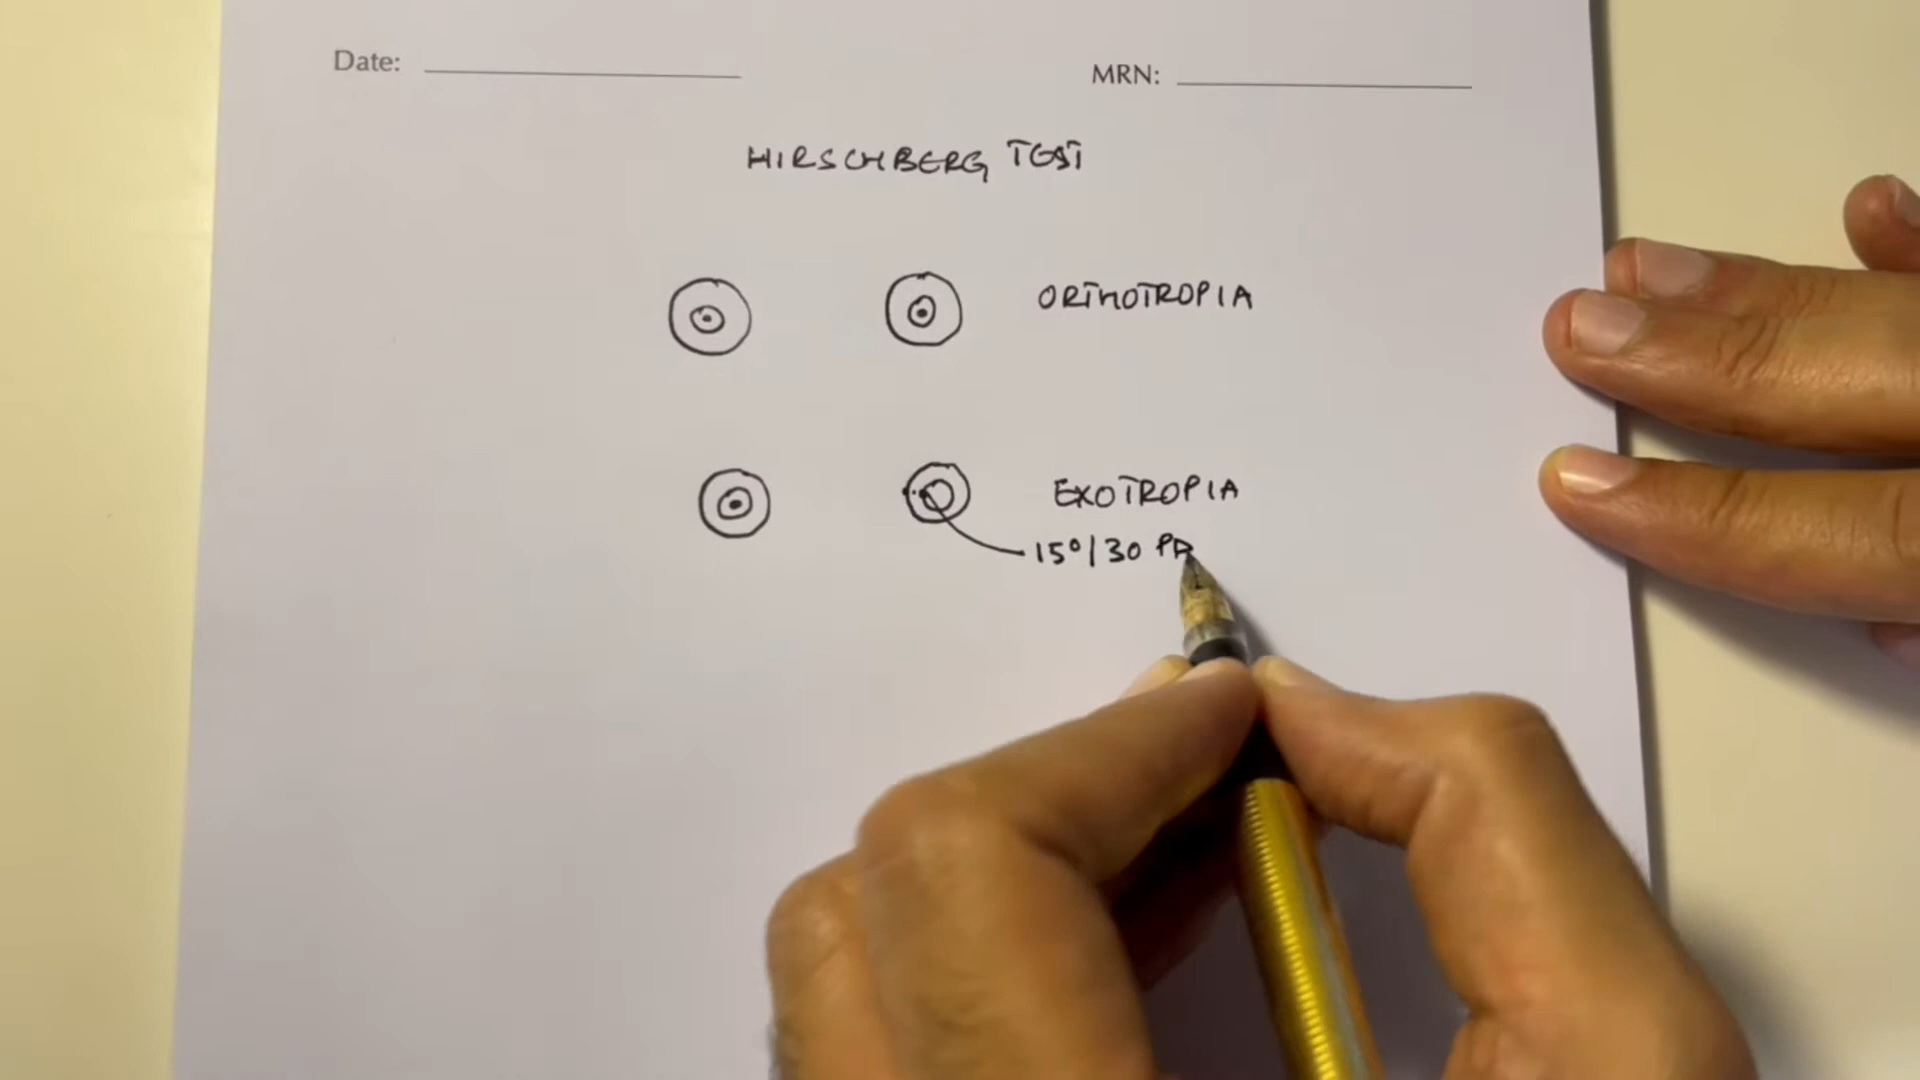 Date: MRN:
HIRSCHBERG TEST
ORTHOTROPIA
EXOTROPIA
15°/30 PD